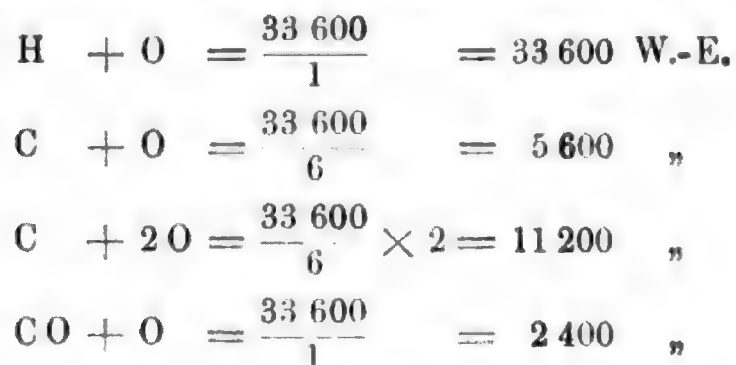 H + O = 33 600 / 1 = 33 600 W.-E.
C + O = 33 600 / 6 = 5 600 „
C + 2 O = 33 600 / 6 × 2 = 11 200 „
CO + O = 33 600 / 1 = 2 400 „